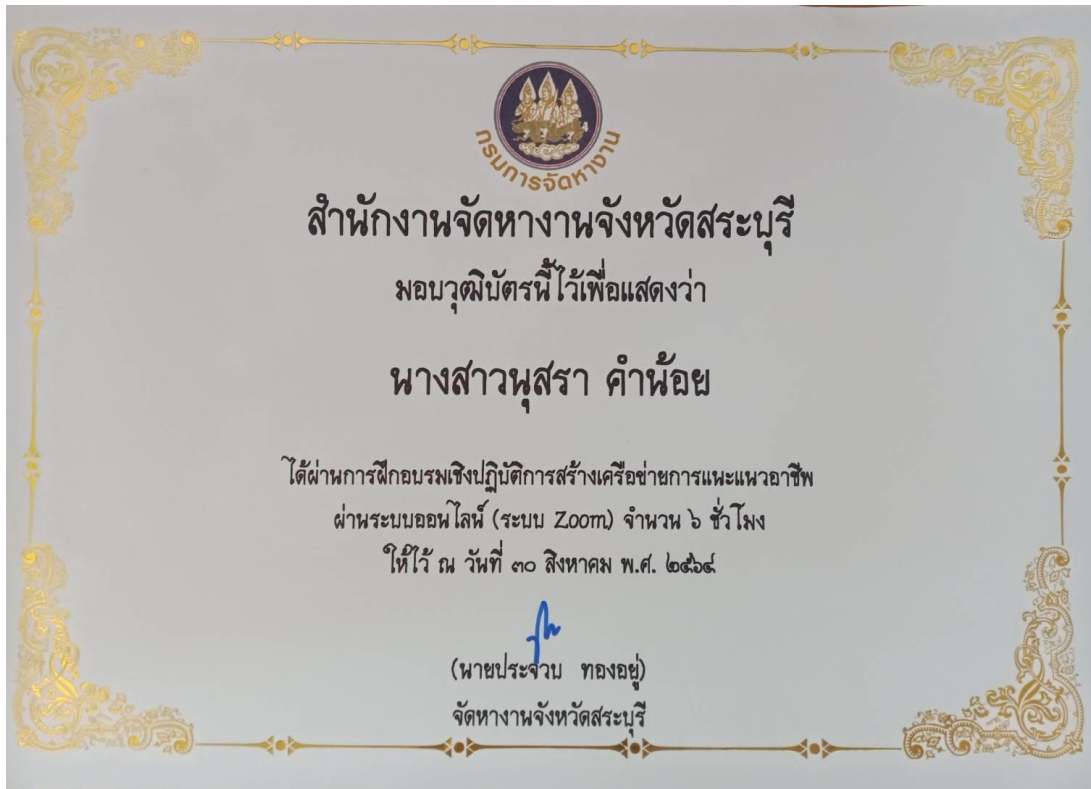 กรมการจัดหางาน
สำนักงานจัดหางานจังหวัดสระบุรี
มอบวุฒิบัตรนี้ไว้เพื่อแสดงว่า
นางสาวนุสรา คำน้อย
ได้ผ่านการฝึกอบรมเชิงปฏิบัติการสร้างเครือข่ายการแนะแนวอาชีพ
ผ่านระบบออนไลน์ (ระบบ Zoom) จำนวน ๖ ชั่วโมง
ให้ไว้ ณ วันที่ ๓๐ สิงหาคม พ.ศ. ๒๕๖๔
(นายประจวบ ทองอยู่)
จัดหางานจังหวัดสระบุรี